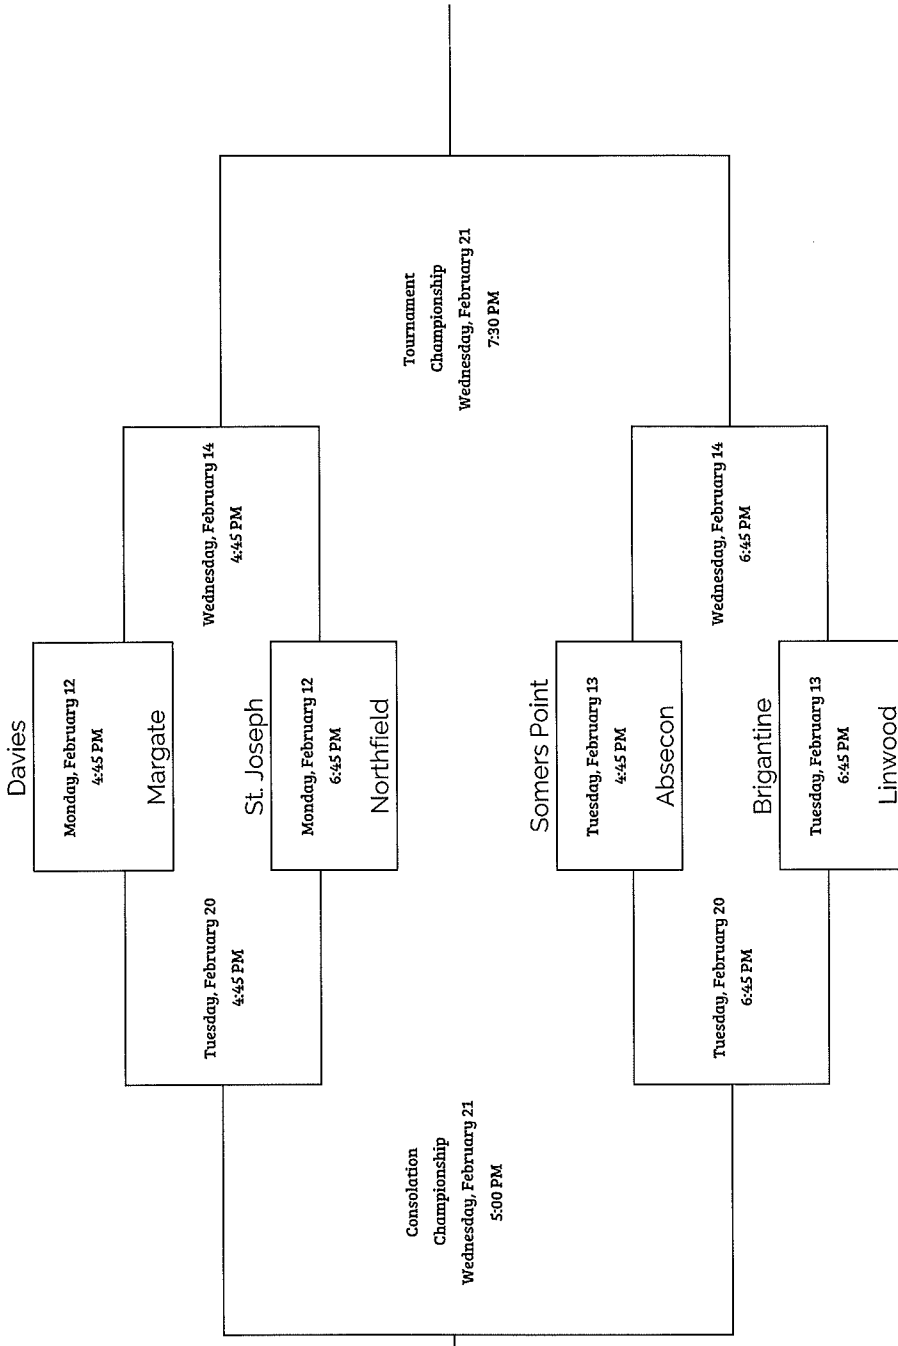 Davies
Monday, February 12
4:45 PM
Margate
Wednesday, February 14
4:45 PM
Tuesday, February 20
4:45 PM
St. Joseph
Monday, February 12
6:45 PM
Northfield
Tournament
Championship
Wednesday, February 21
7:30 PM
Consolation
Championship
Wednesday, February 21
5:00 PM
Somers Point
Tuesday, February 13
4:45 PM
Absecon
Wednesday, February 14
6:45 PM
Tuesday, February 20
6:45 PM
Brigantine
Tuesday, February 13
6:45 PM
Linwood